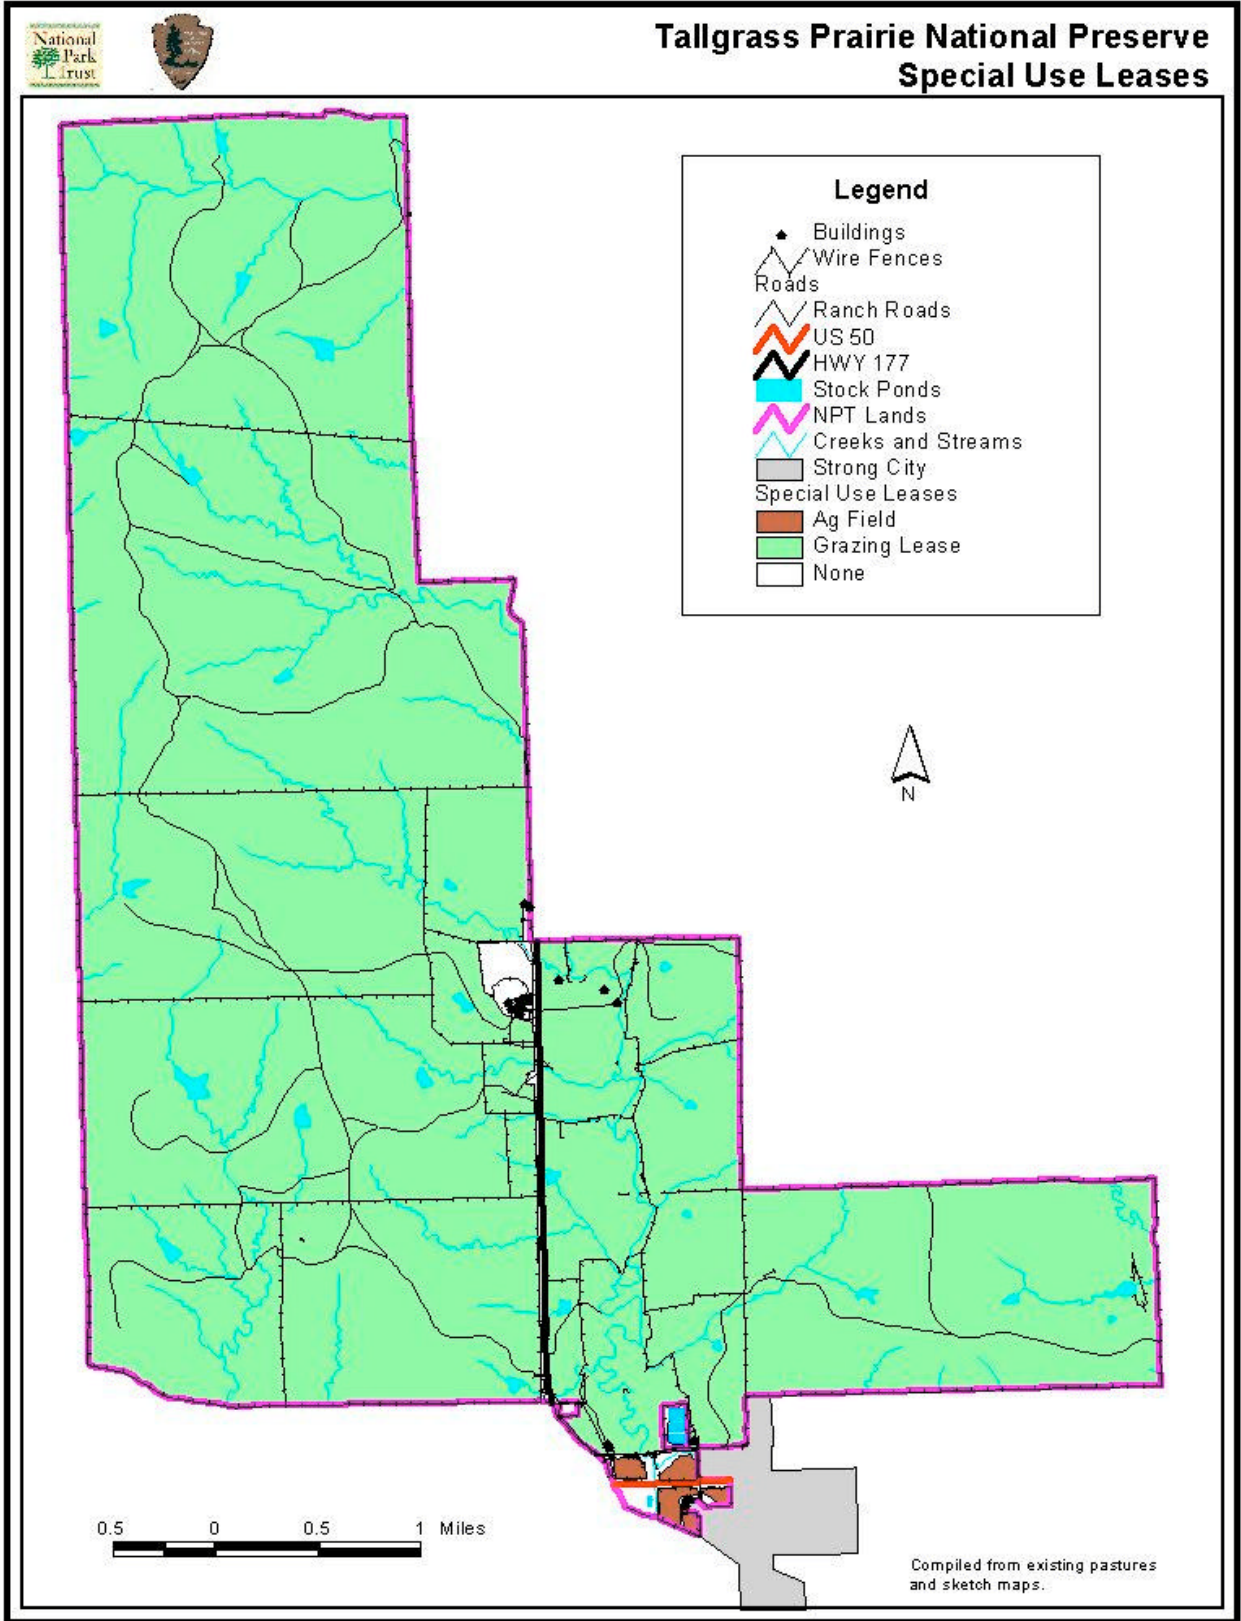 National
Park
Trust
Tallgrass Prairie National Preserve
Special Use Leases
Legend
Buildings
Wire Fences
Roads
Ranch Roads
US 50
HWY 177
Stock Ponds
NPT Lands
Creeks and Streams
Strong City
Special Use Leases
Ag Field
Grazing Lease
None
N
0.5 0 0.5 1 Miles
Compiled from existing pastures
and sketch maps.